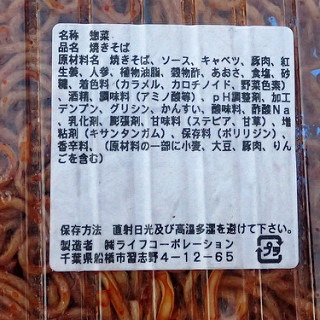 名称 惣菜
品名 焼きそば
原材料名 焼きそば、ソース、キャベツ、豚肉、紅
生姜、人参、植物油脂、穀物酢、あおさ、食塩、砂
糖、着色料（カラメル、カロチノイド、野菜色素）
、酒精、調味料（アミノ酸等）、pH調整剤、加工
デンプン、グリシン、かんすい、酸味料、酢酸Na
、乳化剤、膨張剤、甘味料（ステビア、甘草）、増
粘剤（キサンタンガム）、保存料（ポリリジン）、
香辛料、（原材料の一部に小麦、大豆、豚肉、りん
ごを含む）
保存方法 直射日光及び高温多湿を避けて下さい。
製造者 ㈱ライフコーポレーション
千葉県船橋市習志野4-12-65
プラ